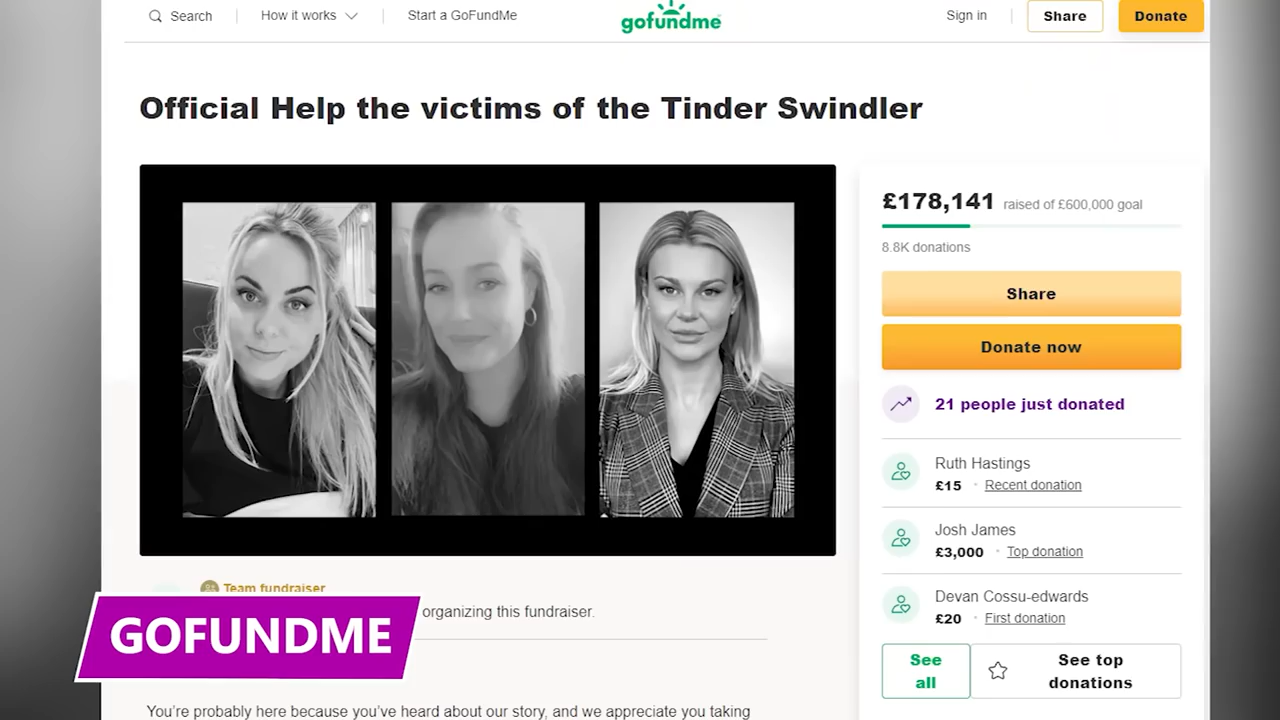 Search
How it works
Start a GoFundMe
gofundme
Sign in
Share
Donate
Official Help the victims of the Tinder Swindler
£178,141 raised of £600,000 goal
8.8K donations
Share
Donate now
21 people just donated
Ruth Hastings
£15 · Recent donation
Josh James
£3,000 · Top donation
Devan Cossu-edwards
£20 · First donation
See all
See top donations
Team fundraiser
organizing this fundraiser.
GOFUNDME
You're probably here because you've heard about our story, and we appreciate you taking